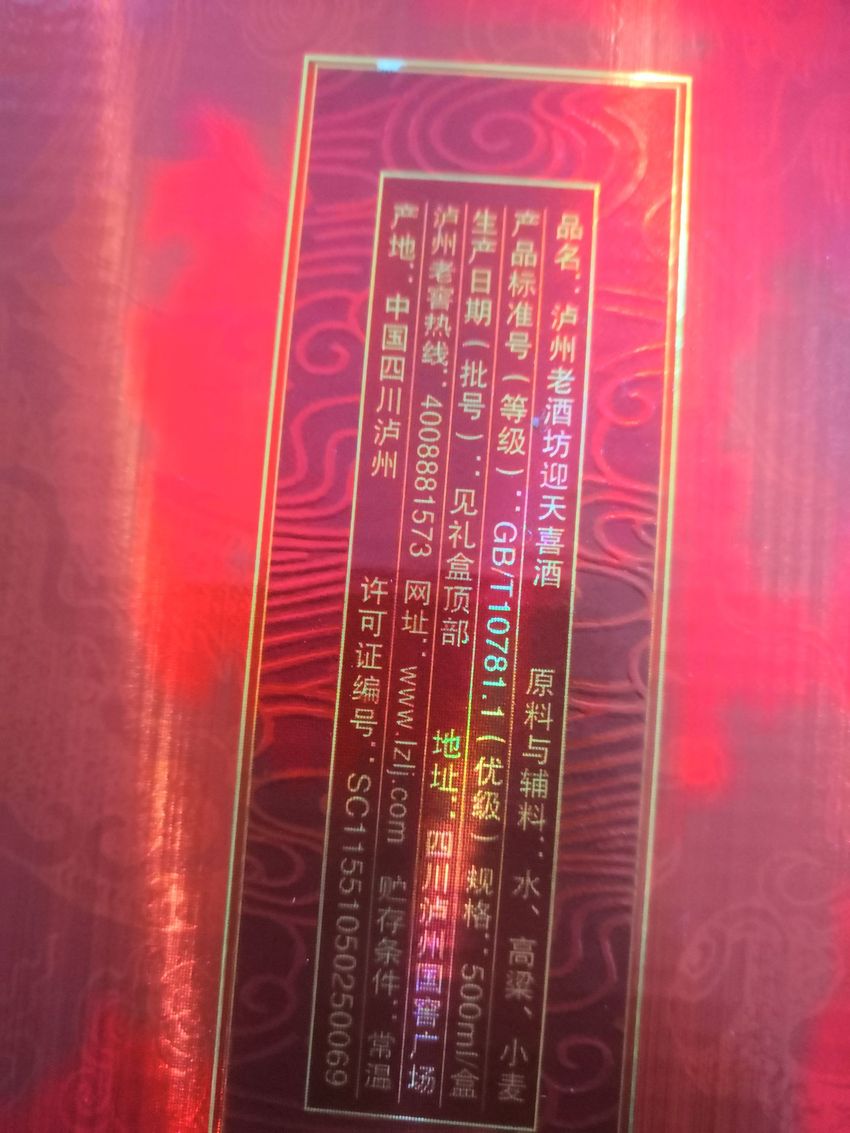 品名：泸州老酒坊迎天喜酒 原料与辅料：水、高粱、小麦
产品标准号（等级）：GB/T10781.1（优级） 规格：500ml/盒
生产日期（批号）：见礼盒顶部 地址：四川泸州国窖广场
泸州老窖热线：4008881573 网址：www.lzlj.com 贮存条件：常温
产地：中国四川泸州 许可证编号：SC11551050250069